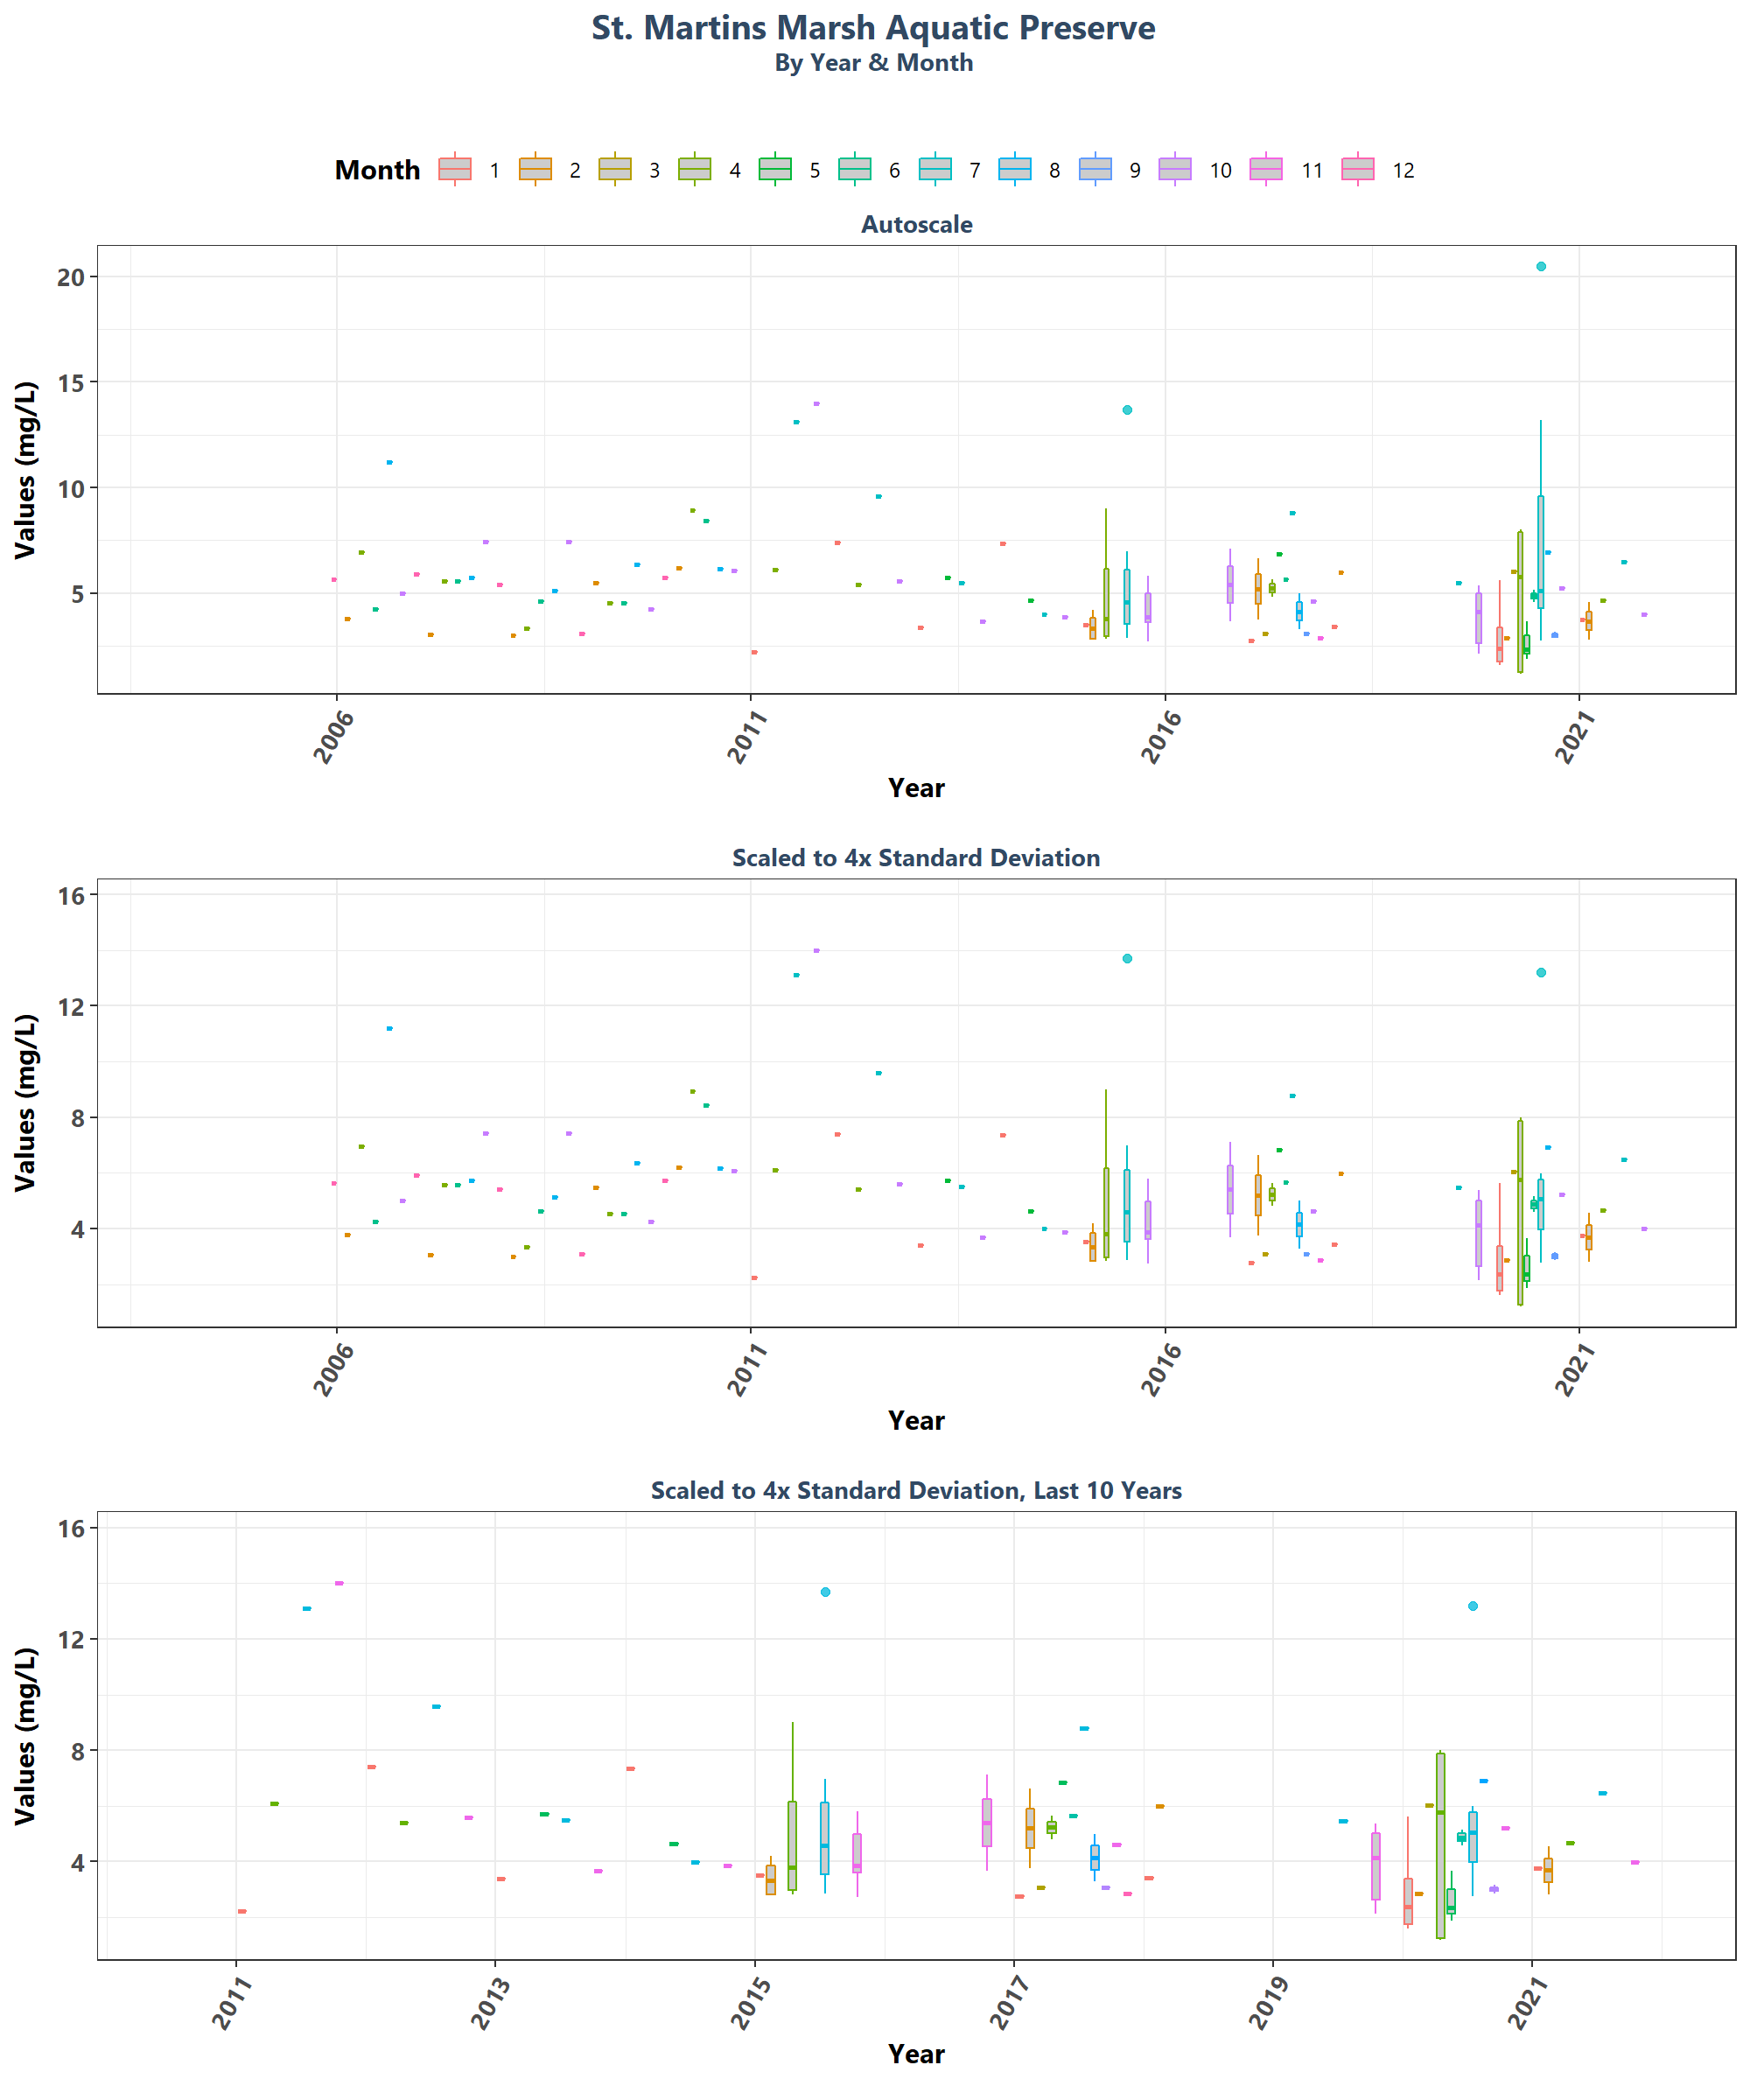 St. Martins Marsh Aquatic Preserve
By Year & Month
Month 1 2 3 4 5 6 7 8 9 10 11 12
Autoscale
20
15
10
5
Values (mg/L)
2006 2011 2016 2021
Year
Scaled to 4x Standard Deviation
16
12
8
4
Values (mg/L)
2006 2011 2016 2021
Year
Scaled to 4x Standard Deviation, Last 10 Years
16
12
8
4
Values (mg/L)
2011 2013 2015 2017 2019 2021
Year